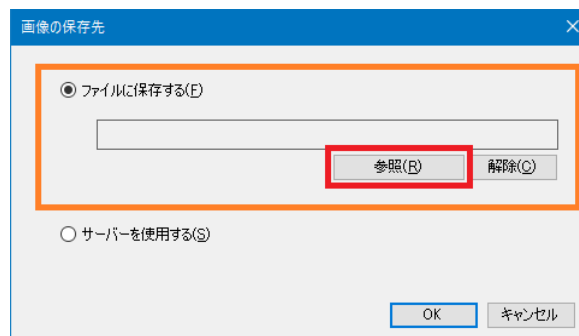 画像の保存先
ファイルに保存する(F)
参照(R) 解除(C)
サーバーを使用する(S)
OK キャンセル